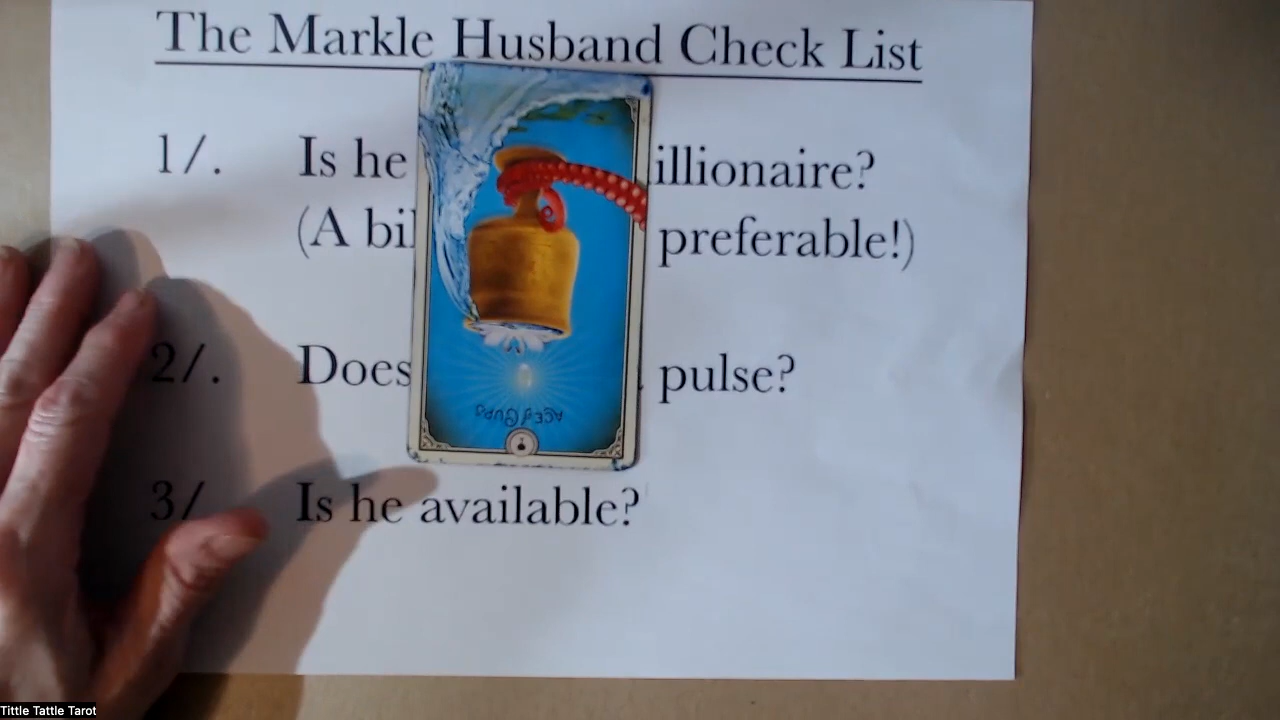 The Markle Husband Check List
1/. Is he illionaire?
(A bil preferable!)
2/. Does pulse?
ACE of CUPS
3/ Is he available?
Tittle Tattle Tarot